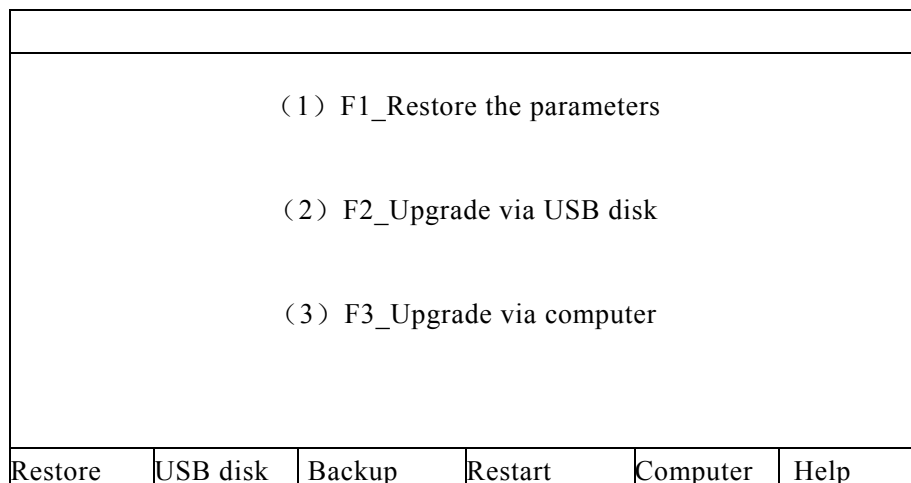 （1）F1_Restore the parameters
（2）F2_Upgrade via USB disk
（3）F3_Upgrade via computer
Restore USB disk Backup Restart Computer Help